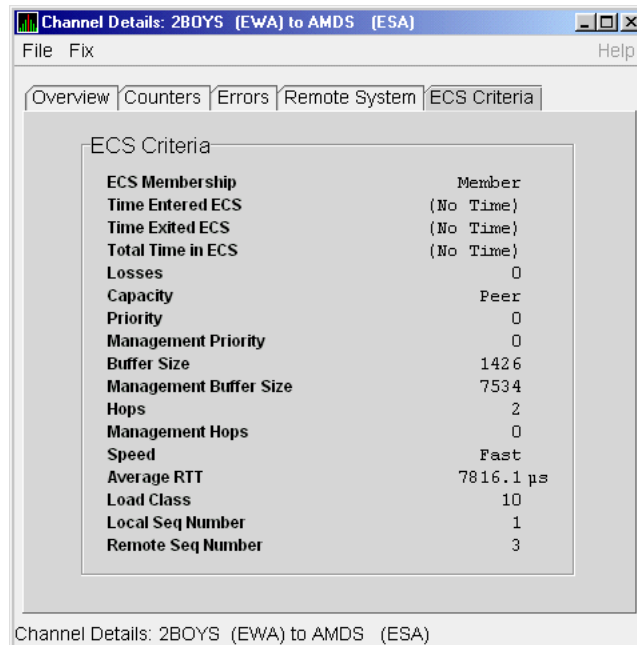 Channel Details: 2BOYS (EWA) to AMDS (ESA)
File Fix Help
Overview Counters Errors Remote System ECS Criteria
ECS Criteria
ECS Membership Member
Time Entered ECS (No Time)
Time Exited ECS (No Time)
Total Time in ECS (No Time)
Losses 0
Capacity Peer
Priority 0
Management Priority 0
Buffer Size 1426
Management Buffer Size 7534
Hops 2
Management Hops 0
Speed Fast
Average RTT 7816.1 µs
Load Class 10
Local Seq Number 1
Remote Seq Number 3
Channel Details: 2BOYS (EWA) to AMDS (ESA)